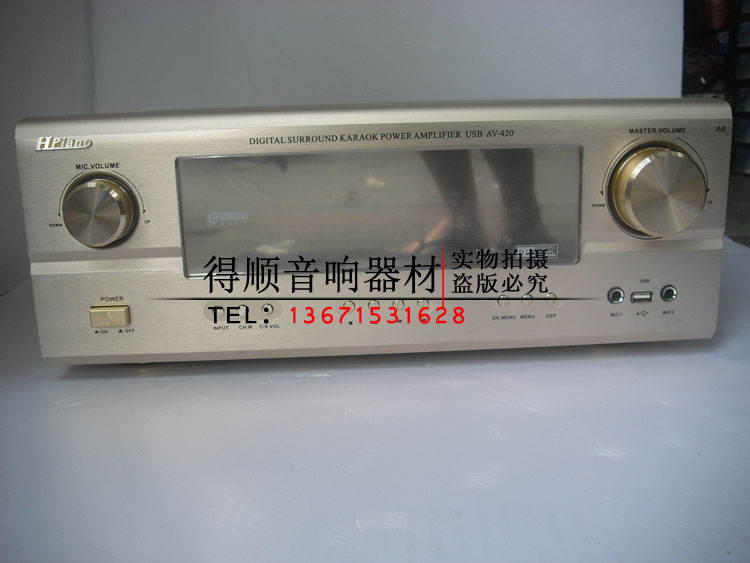 HPiano
DIGITAL SURROUND KARAOK POWER AMPLIFIER USB AV-420
MASTER.VOLUME
A8
MIC.VOLUME
DOWN
UP
DOWN
UP
MUSIC
DIGITAL
得顺音响器材
实物拍摄
盗版必究
TEL: 13671531628
POWER
ON
OFF
INPUT
CH.M
C/S VOL
OK MENU
MENU
DSP
USB
MIC1
MIC2